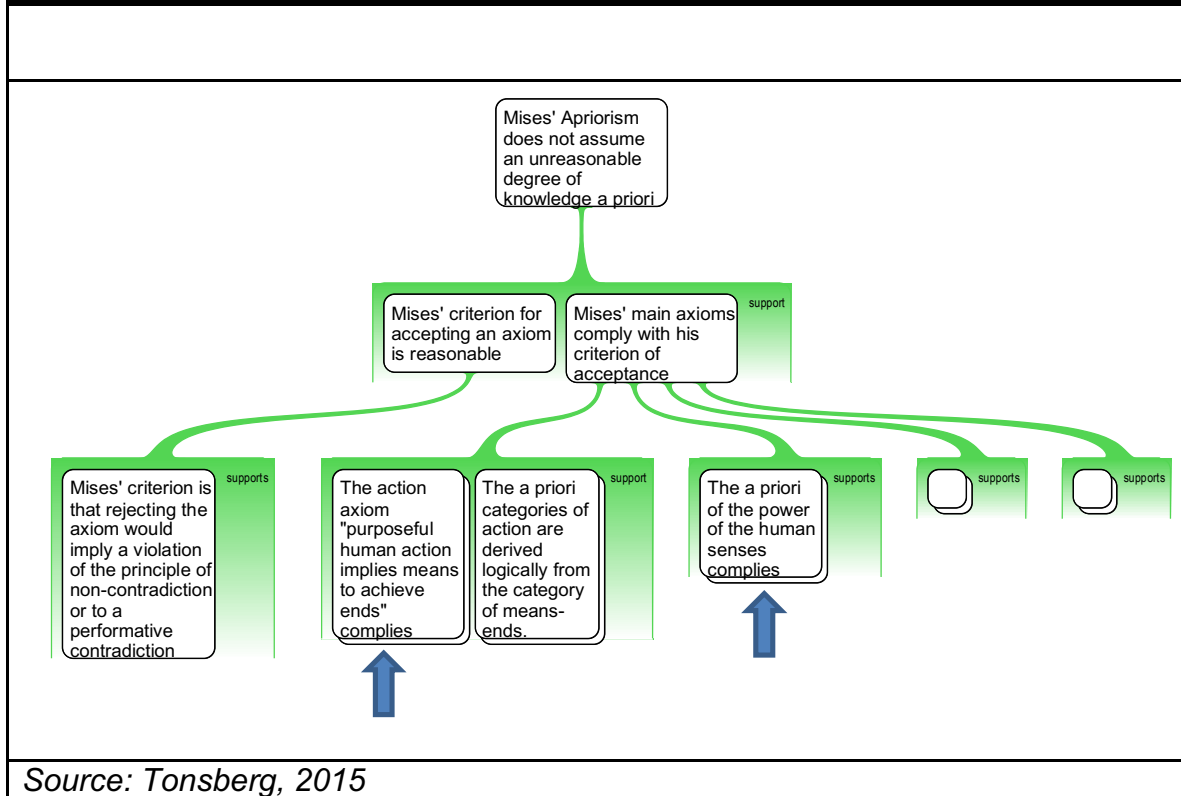 Mises' Apriorism
does not assume
an unreasonable
degree of
knowledge a priori
support
Mises' criterion for
accepting an axiom
is reasonable
Mises' main axioms
comply with his
criterion of
acceptance
supports
Mises' criterion is
that rejecting the
axiom would
imply a violation
of the principle of
non-contradiction
or to a
performative
contradiction
support
The action
axiom
"purposeful
human action
implies means
to achieve
ends"
complies
The a priori
categories of
action are
derived
logically from
the category
of means-
ends.
supports
The a priori
of the power
of the human
senses
complies
supports
supports
Source: Tonsberg, 2015